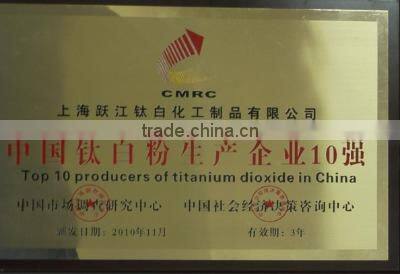 CMRC
上海跃江钛白化工制品有限公司
trade.china.cn
中国钛白粉生产企业10强
Top 10 producers of titanium dioxide in China
中国市场调查研究中心 中国社会经济决策咨询中心
颁发日期：2010年11月 有效期：3年